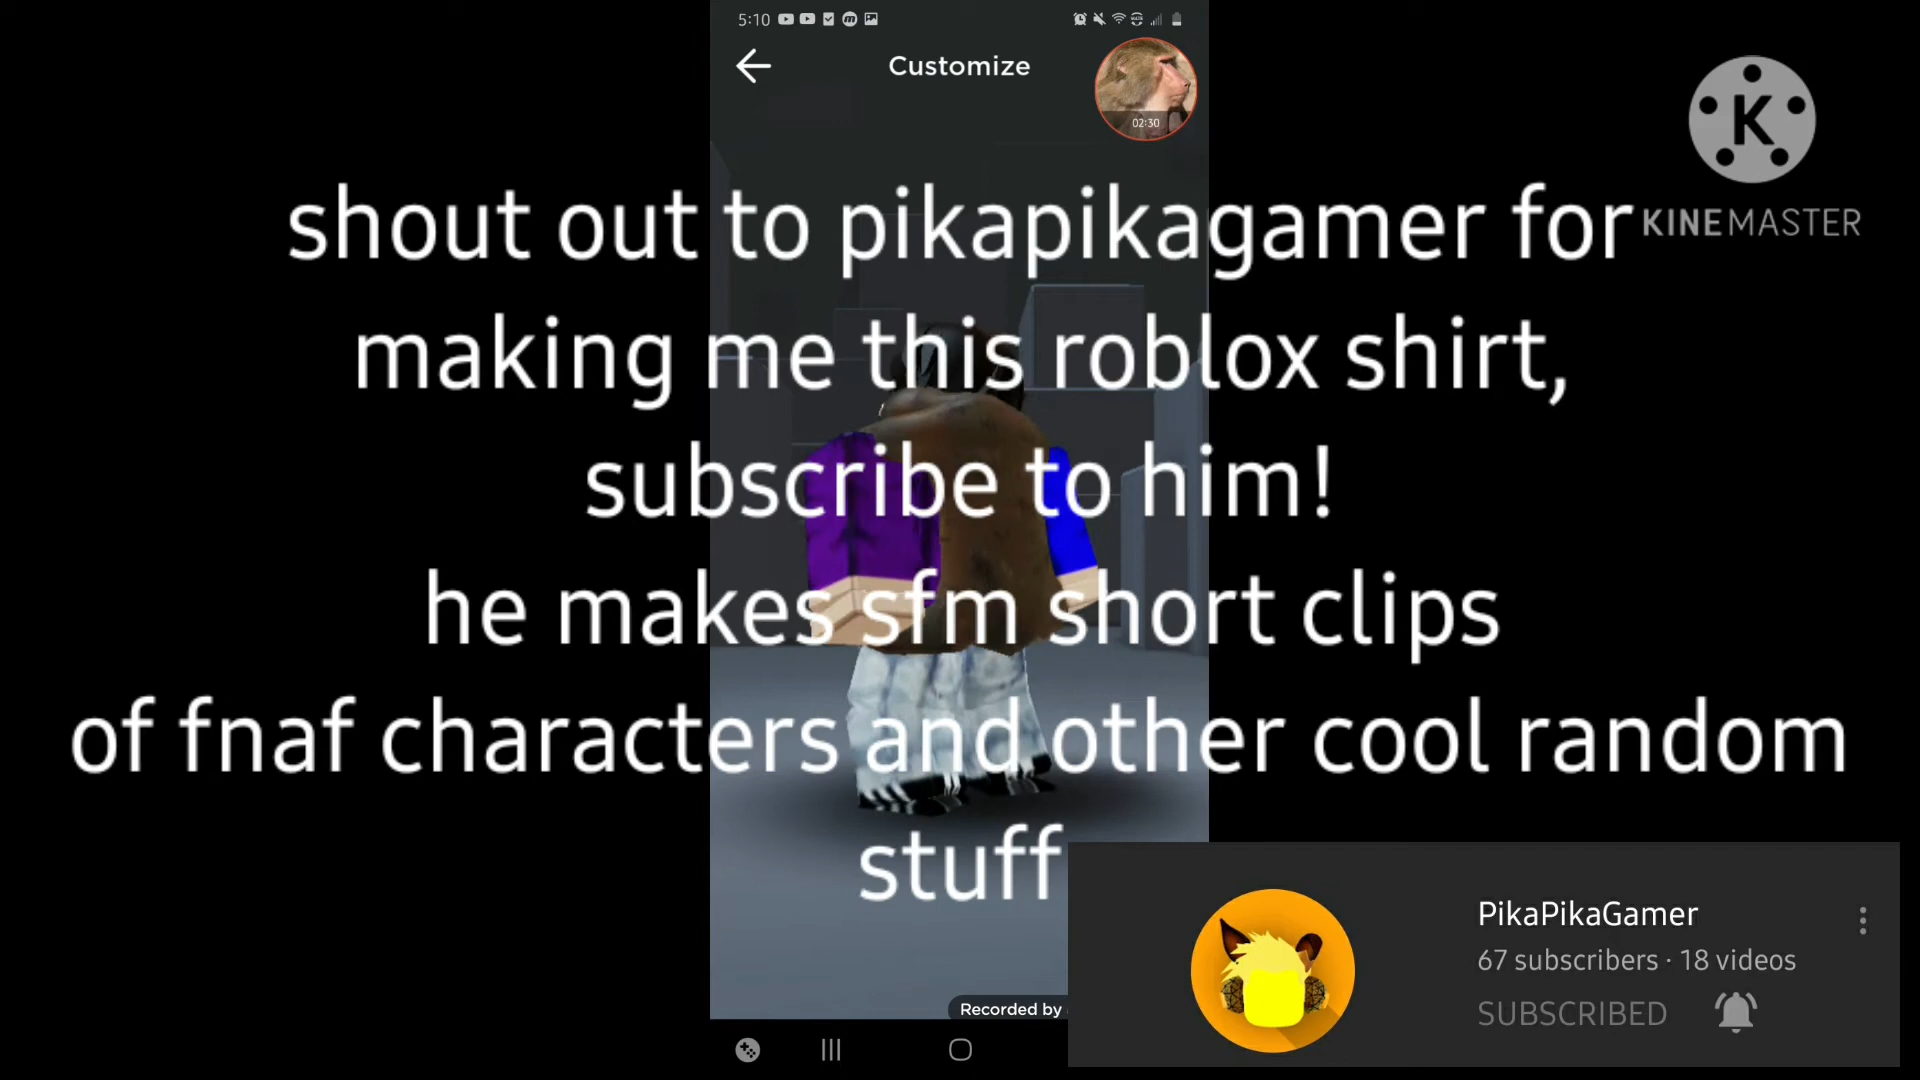 5:10
Customize
02:30
K
KINEMASTER
shout out to pikapikagamer for
making me this roblox shirt,
subscribe to him!
he makes sfm short clips
of fnaf characters and other cool random
stuff
PikaPikaGamer
67 subscribers · 18 videos
SUBSCRIBED
Recorded by